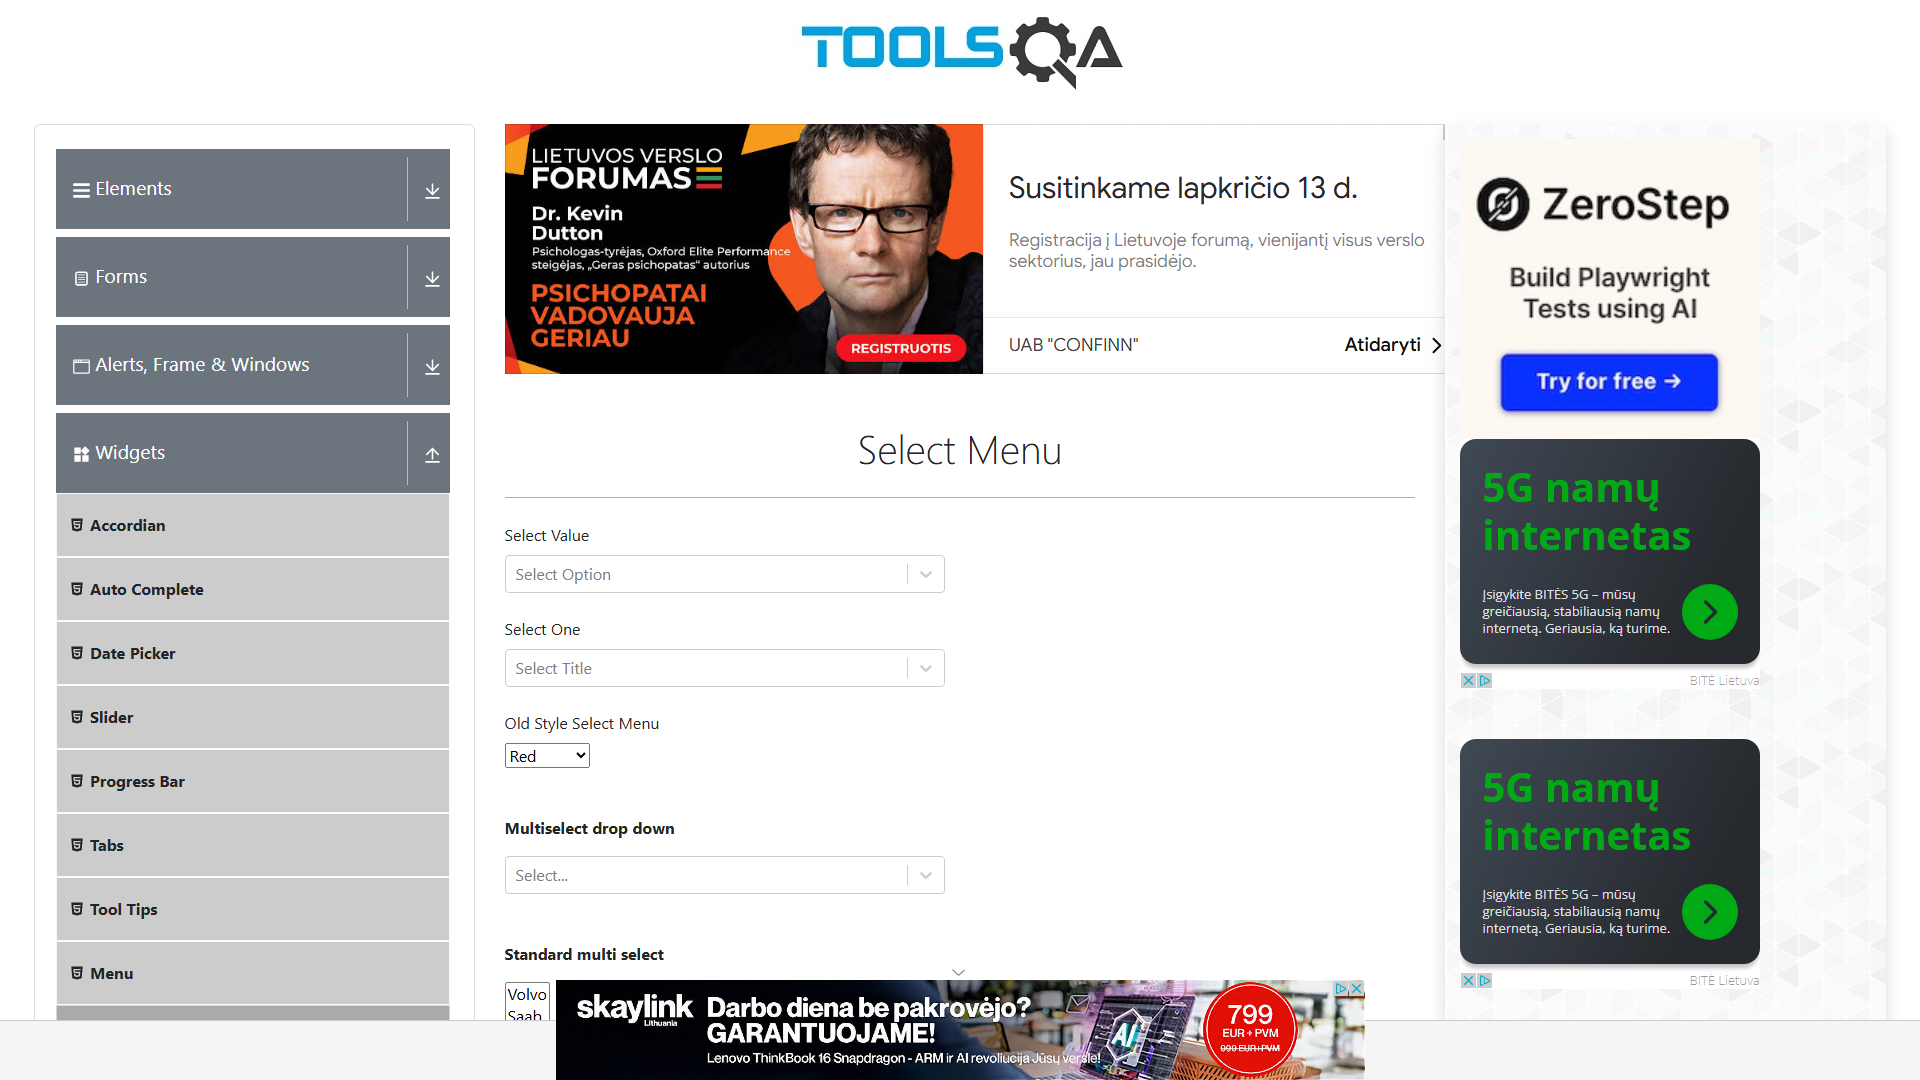 TOOLSQA
Elements
Forms
Alerts, Frame & Windows
Widgets
Accordian
Auto Complete
Date Picker
Slider
Progress Bar
Tabs
Tool Tips
Menu
LIETUVOS VERSLO
FORUMAS
Dr. Kevin
Dutton
Psichologas-tyrėjas, Oxford Elite Performance
steigėjas, „Geras psichopatas“ autorius
PSICHOPATAI
VADOVAUJA
GERIAU
REGISTRUOTIS
Susitinkame lapkričio 13 d.
Registracija į Lietuvoje forumą, vienijantį visus verslo
sektorius, jau prasidėjo.
UAB "CONFINN"
Atidaryti
Select Menu
Select Value
Select Option
Select One
Select Title
Old Style Select Menu
Red
Multiselect drop down
Select...
Standard multi select
Volvo
Saab
skaylink
Lithuania
Darbo diena be pakrovėjo?
GARANTUOJAME!
Lenovo ThinkBook 16 Snapdragon - ARM ir AI revoliucija Jūsų versle!
AI
799
EUR + PVM
999 EUR+PVM
ZeroStep
Build Playwright
Tests using AI
Try for free →
5G namų
internetas
Įsigykite BITĖS 5G – mūsų
greičiausią, stabiliausią namų
internetą. Geriausia, ką turime.
BITĖ Lietuva
5G namų
internetas
Įsigykite BITĖS 5G – mūsų
greičiausią, stabiliausią namų
internetą. Geriausia, ką turime.
BITĖ Lietuva